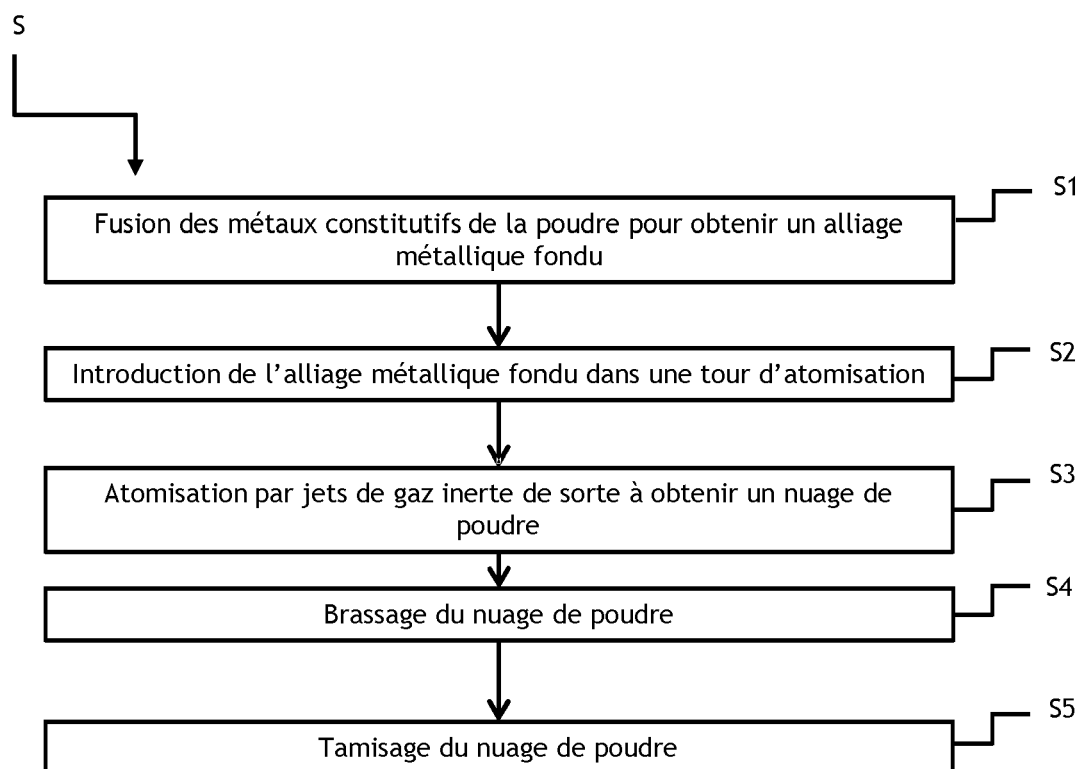 S
S1
Fusion des métaux constitutifs de la poudre pour obtenir un alliage
métallique fondu
S2
Introduction de l’alliage métallique fondu dans une tour d’atomisation
S3
Atomisation par jets de gaz inerte de sorte à obtenir un nuage de
poudre
S4
Brassage du nuage de poudre
S5
Tamisage du nuage de poudre